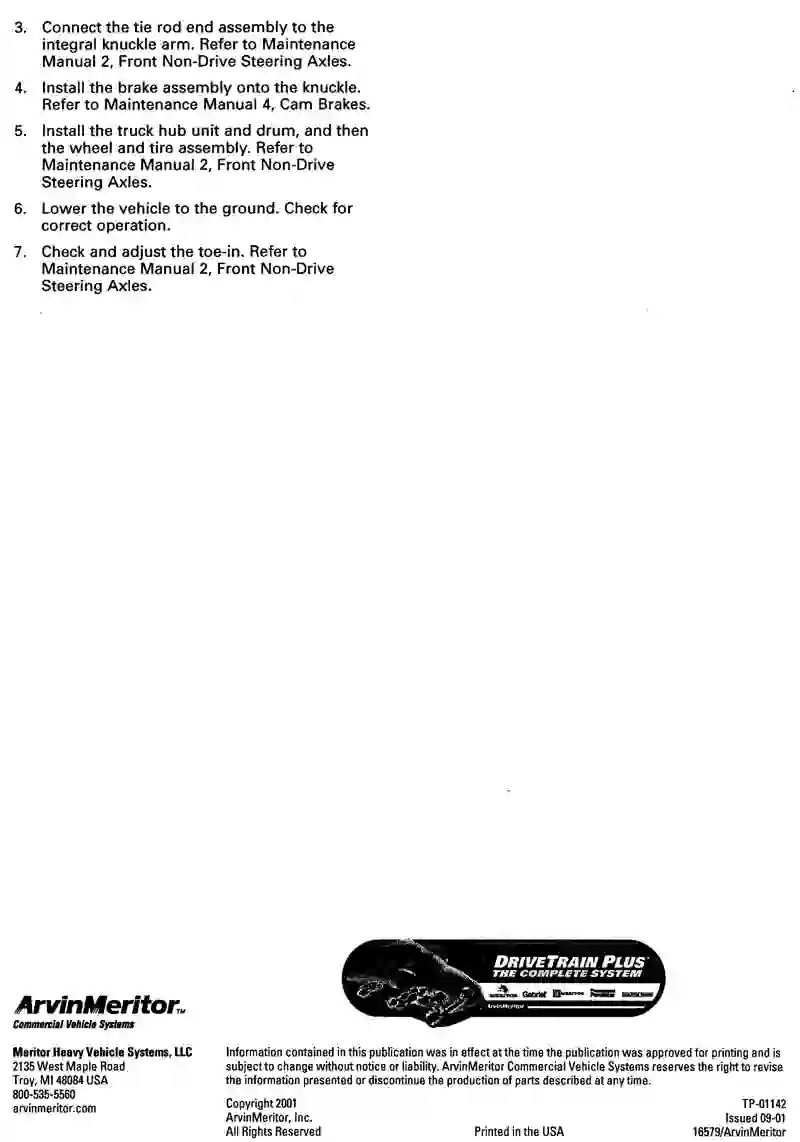 3. Connect the tie rod end assembly to the
integral knuckle arm. Refer to Maintenance
Manual 2, Front Non-Drive Steering Axles.
4. Install the brake assembly onto the knuckle.
Refer to Maintenance Manual 4, Cam Brakes.
5. Install the truck hub unit and drum, and then
the wheel and tire assembly. Refer to
Maintenance Manual 2, Front Non-Drive
Steering Axles.
6. Lower the vehicle to the ground. Check for
correct operation.
7. Check and adjust the toe-in. Refer to
Maintenance Manual 2, Front Non-Drive
Steering Axles.
DRIVETRAIN PLUS
THE COMPLETE SYSTEM
Gabriel
ArvinMeritor
ArvinMeritor™
Commercial Vehicle Systems
Meritor Heavy Vehicle Systems, LLC
2135 West Maple Road
Troy, MI 48084 USA
800-535-5560
arvinmeritor.com
Information contained in this publication was in effect at the time the publication was approved for printing and is
subject to change without notice or liability. ArvinMeritor Commercial Vehicle Systems reserves the right to revise
the information presented or discontinue the production of parts described at any time.
Copyright 2001
ArvinMeritor, Inc.
All Rights Reserved
Printed in the USA
TP-01142
Issued 09-01
16579/ArvinMeritor